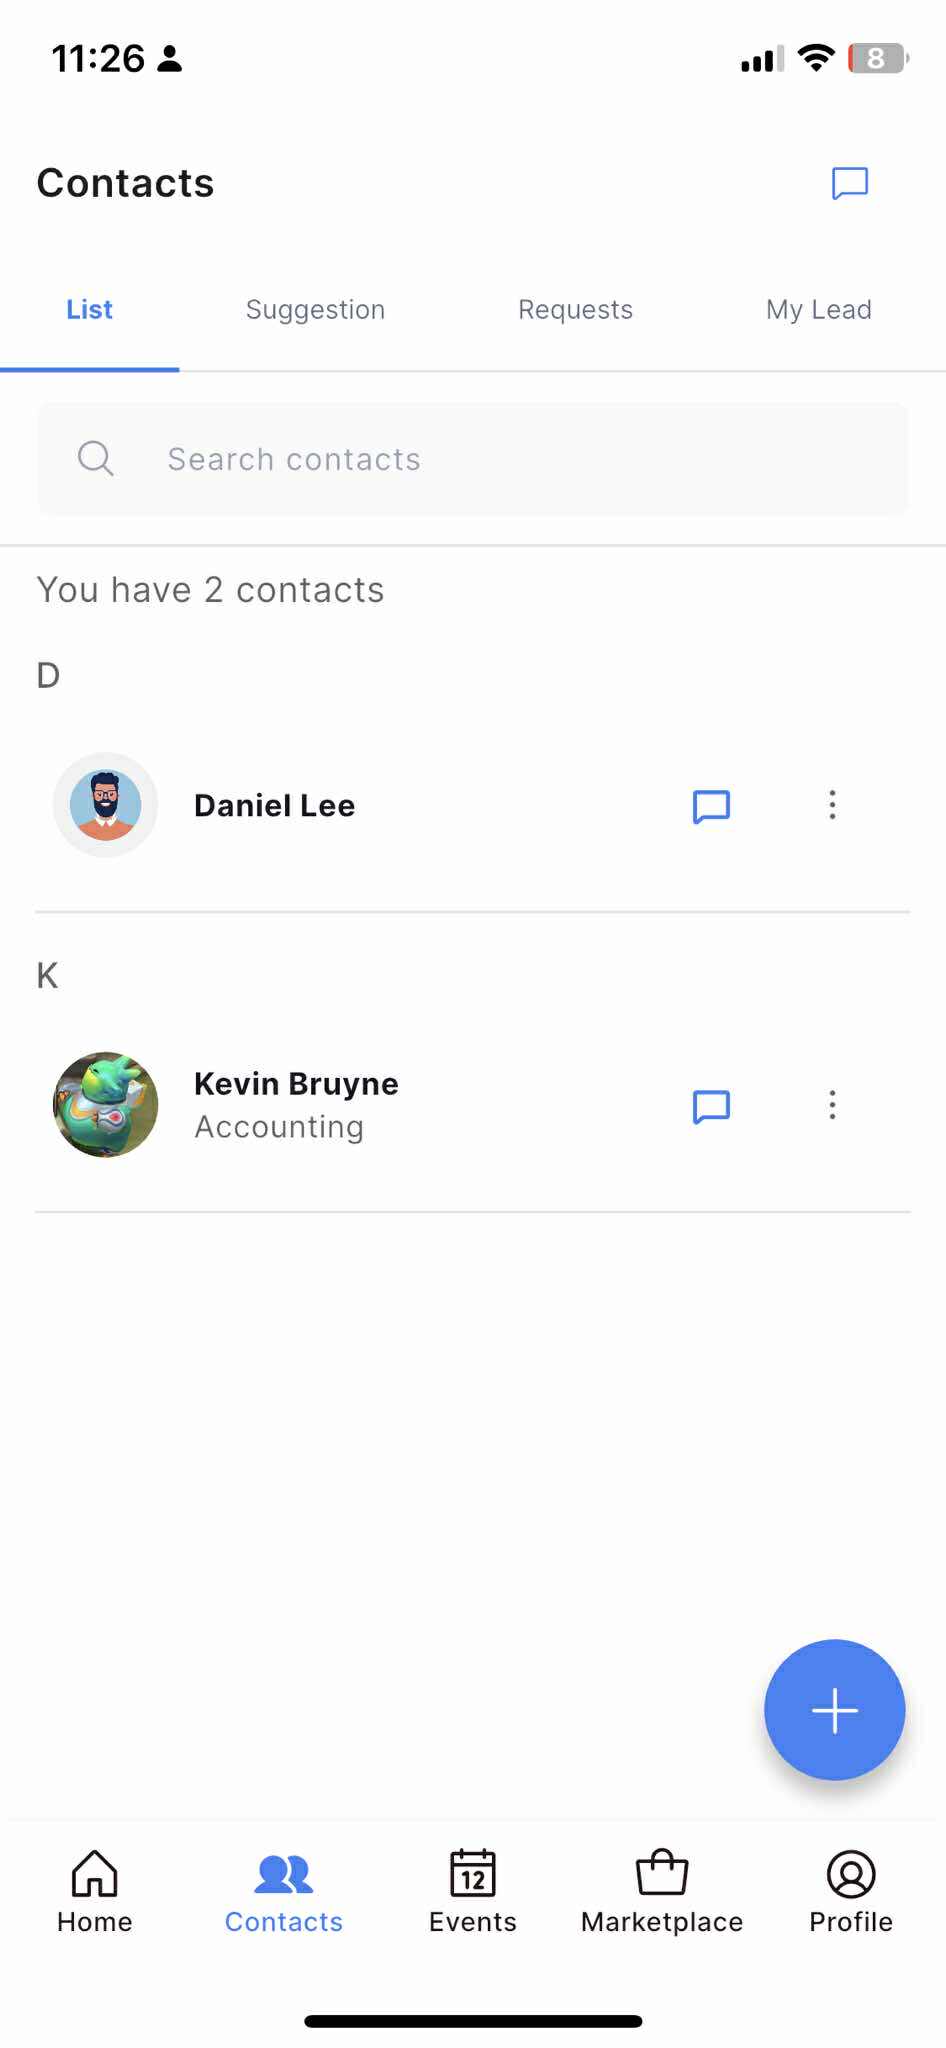 11:26
8
Contacts
List
Suggestion
Requests
My Lead
Search contacts
You have 2 contacts
D
Daniel Lee
K
Kevin Bruyne
Accounting
12
Home
Contacts
Events
Marketplace
Profile